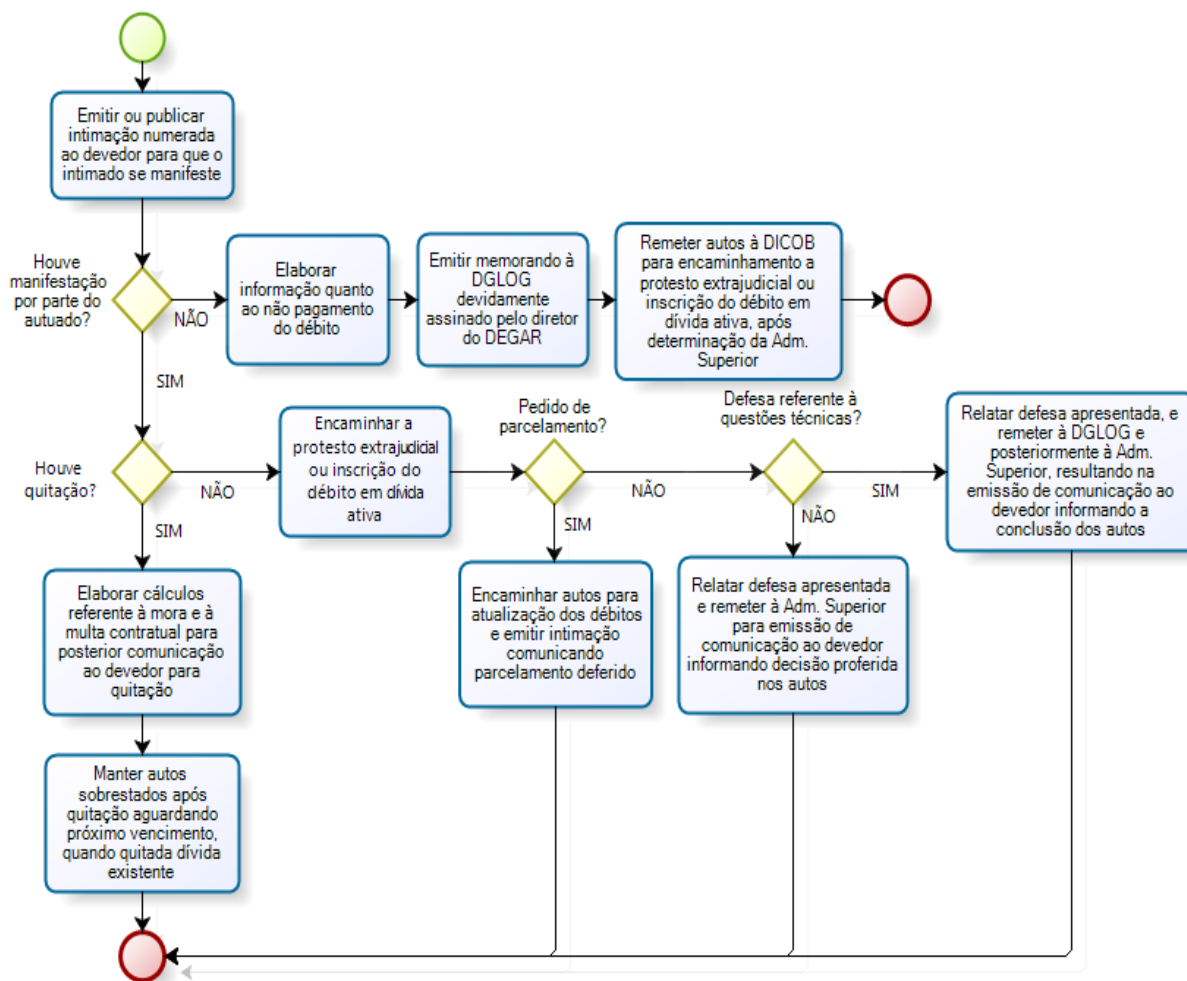 Emitir ou publicar
intimação numerada
ao devedor para que o
intimado se manifeste
Houve
manifestação
por parte do
autuado?
NÃO
SIM
Elaborar
informação quanto
ao não pagamento
do débito
Emitir memorando à
DGLOG
devidamente
assinado pelo diretor
do DEGAR
Remeter autos à DICOB
para encaminhamento a
protesto extrajudicial ou
inscrição do débito em
dívida ativa, após
determinação da Adm.
Superior
Houve
quitação?
NÃO
SIM
Encaminhar a
protesto extrajudicial
ou inscrição do
débito em dívida
ativa
Pedido de
parcelamento?
NÃO
SIM
Defesa referente à
questões técnicas?
SIM
NÃO
Relatar defesa apresentada, e
remeter à DGLOG e
posteriormente à Adm.
Superior, resultando na
emissão de comunicação ao
devedor informando a
conclusão dos autos
Elaborar cálculos
referente à mora e à
multa contratual para
posterior comunicação
ao devedor para
quitação
Encaminhar autos para
atualização dos débitos
e emitir intimação
comunicando
parcelamento deferido
Relatar defesa apresentada
e remeter à Adm. Superior
para emissão de
comunicação ao devedor
informando decisão proferida
nos autos
Manter autos
sobrestados após
quitação aguardando
próximo vencimento,
quando quitada dívida
existente